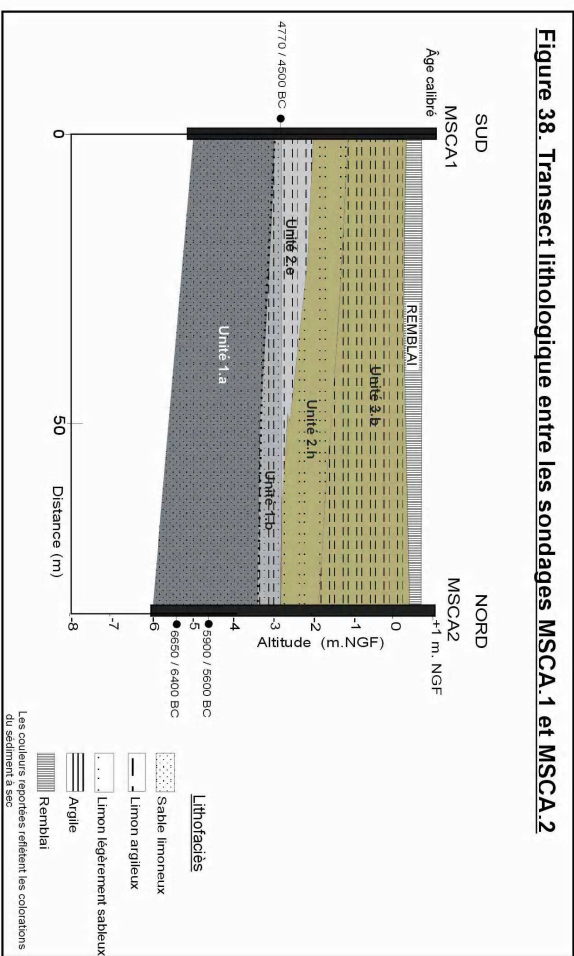 Figure 38. Transect lithologique entre les sondages MSCA.1 et MSCA.2
SUD
MSCA1
NORD
MSCA2
Âge calibré
+1 m. NGF
0
-1
-2
-3
-4
-5
-6
-7
-8
Altitude (m.NGF)
4770 / 4500 BC
5900 / 5600 BC
6650 / 6400 BC
REMBLAI
Unité 3.b
Unité 2.h
Unité 2.e
Unité 1.b
Unité 1.a
0
50
Distance (m)
Lithofaciès
Sable limoneux
Limon argileux
Limon légèrement sableux
Argile
Remblai
Les couleurs reportées reflètent les colorations
du sédiment à sec